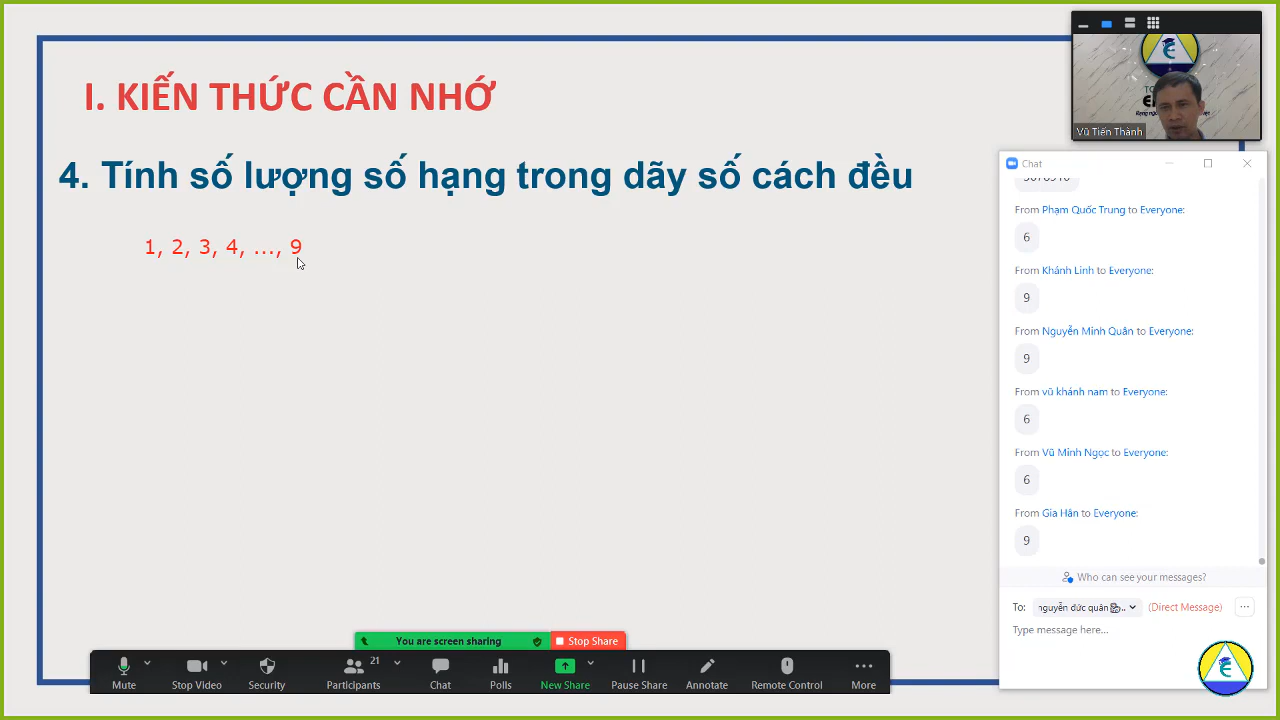 I. KIẾN THỨC CẦN NHỚ
4. Tính số lượng số hạng trong dãy số cách đều
1, 2, 3, 4, ..., 9
Vũ Tiến Thành
Chat
From Phạm Quốc Trung to Everyone:
6
From Khánh Linh to Everyone:
9
From Nguyễn Minh Quân to Everyone:
9
From vũ khánh nam to Everyone:
6
From Vũ Minh Ngọc to Everyone:
6
From Gia Hân to Everyone:
9
Who can see your messages?
To: nguyễn đức quân (Direct Message)
Type message here...
You are screen sharing
Stop Share
Mute
Stop Video
Security
21
Participants
Chat
Polls
New Share
Pause Share
Annotate
Remote Control
More